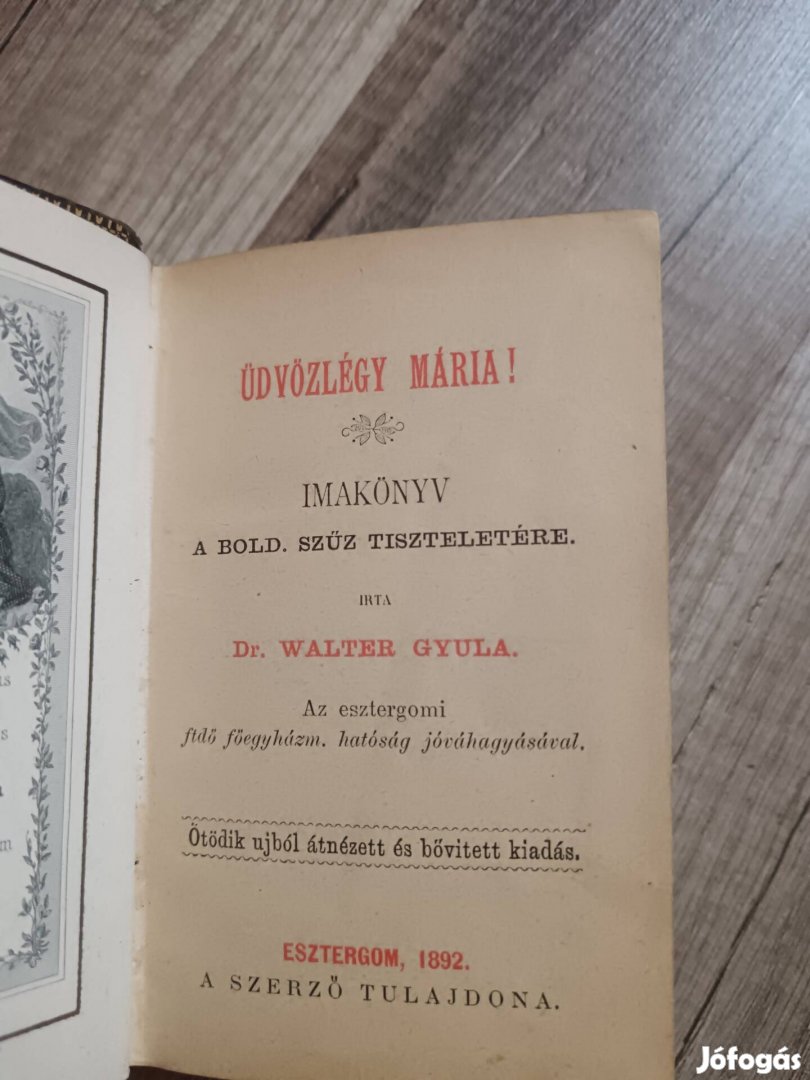 us
s
a
m
ÜDVÖZLÉGY MÁRIA!
IMAKÖNYV
A BOLD. SZŰZ TISZTELETÉRE.
IRTA
Dr. WALTER GYULA.
Az esztergomi
ftdő főegyházm. hatóság jóváhagyásával.
Ötödik ujból átnézett és bővitett kiadás.
ESZTERGOM, 1892.
A SZERZŐ TULAJDONA.
Jófogás